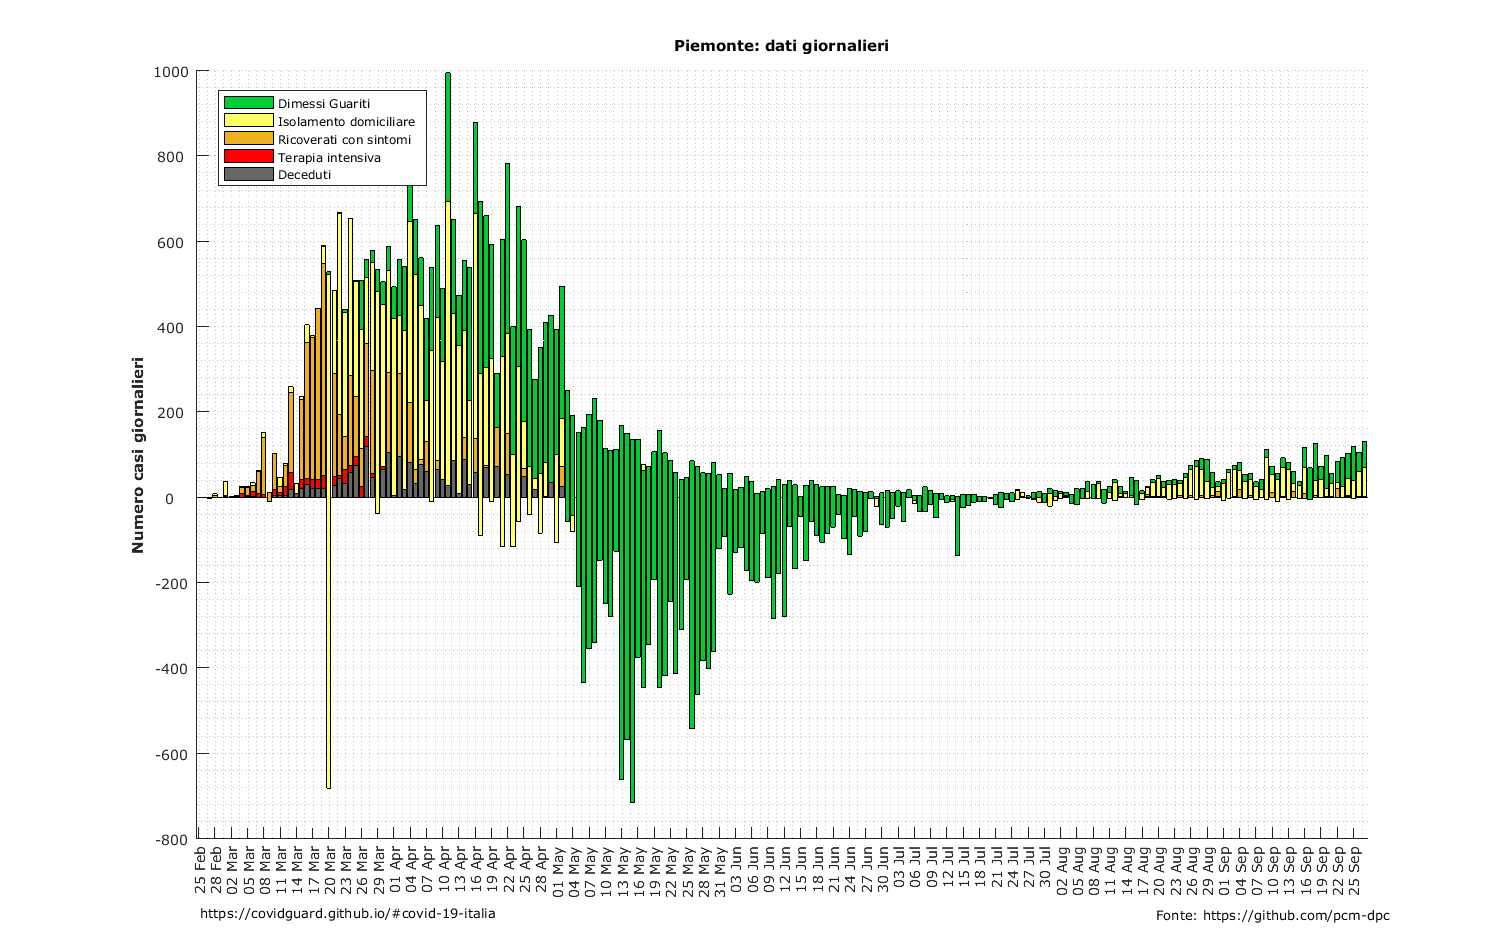 Piemonte: dati giornalieri
1000
800
600
400
200
0
-200
-400
-600
-800
Numero casi giornalieri
Dimessi Guariti
Isolamento domiciliare
Ricoverati con sintomi
Terapia intensiva
Deceduti
25 Feb
28 Feb
02 Mar
05 Mar
08 Mar
11 Mar
14 Mar
17 Mar
20 Mar
23 Mar
26 Mar
29 Mar
01 Apr
04 Apr
07 Apr
10 Apr
13 Apr
16 Apr
19 Apr
22 Apr
25 Apr
28 Apr
01 May
04 May
07 May
10 May
13 May
16 May
19 May
22 May
25 May
28 May
31 May
03 Jun
06 Jun
09 Jun
12 Jun
15 Jun
18 Jun
21 Jun
24 Jun
27 Jun
30 Jun
03 Jul
06 Jul
09 Jul
12 Jul
15 Jul
18 Jul
21 Jul
24 Jul
27 Jul
30 Jul
02 Aug
05 Aug
08 Aug
11 Aug
14 Aug
17 Aug
20 Aug
23 Aug
26 Aug
29 Aug
01 Sep
04 Sep
07 Sep
10 Sep
13 Sep
16 Sep
19 Sep
22 Sep
25 Sep
https://covidguard.github.io/#covid-19-italia
Fonte: https://github.com/pcm-dpc